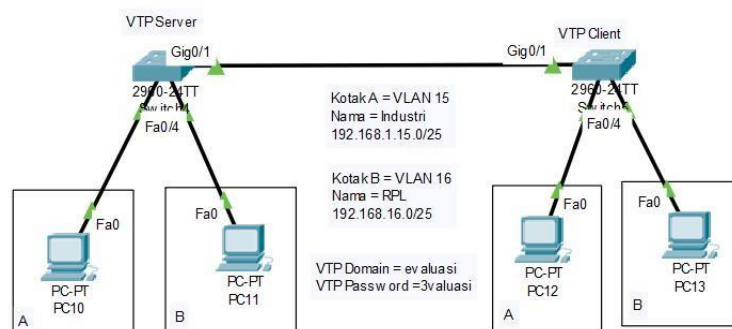 VTP Server
VTP Client
Gig0/1
Gig0/1
2960-24TT
2960-24TT
Fa0/4
Fa0/4
Kotak A = VLAN 15
Nama = Industri
192.168.1.15.0/25
Kotak B = VLAN 16
Nama = RPL
192.168.16.0/25
VTP Domain = evaluasi
VTP Password =3valuasi
Fa0
Fa0
Fa0
Fa0
PC-PT
PC10
PC-PT
PC11
PC-PT
PC12
PC-PT
PC13
A
B
A
B